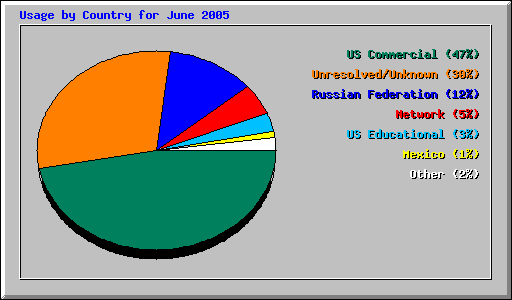 Usage by Country for June 2005
US Commercial (47%)
Unresolved/Unknown (30%)
Russian Federation (12%)
Network (5%)
US Educational (3%)
Mexico (1%)
Other (2%)